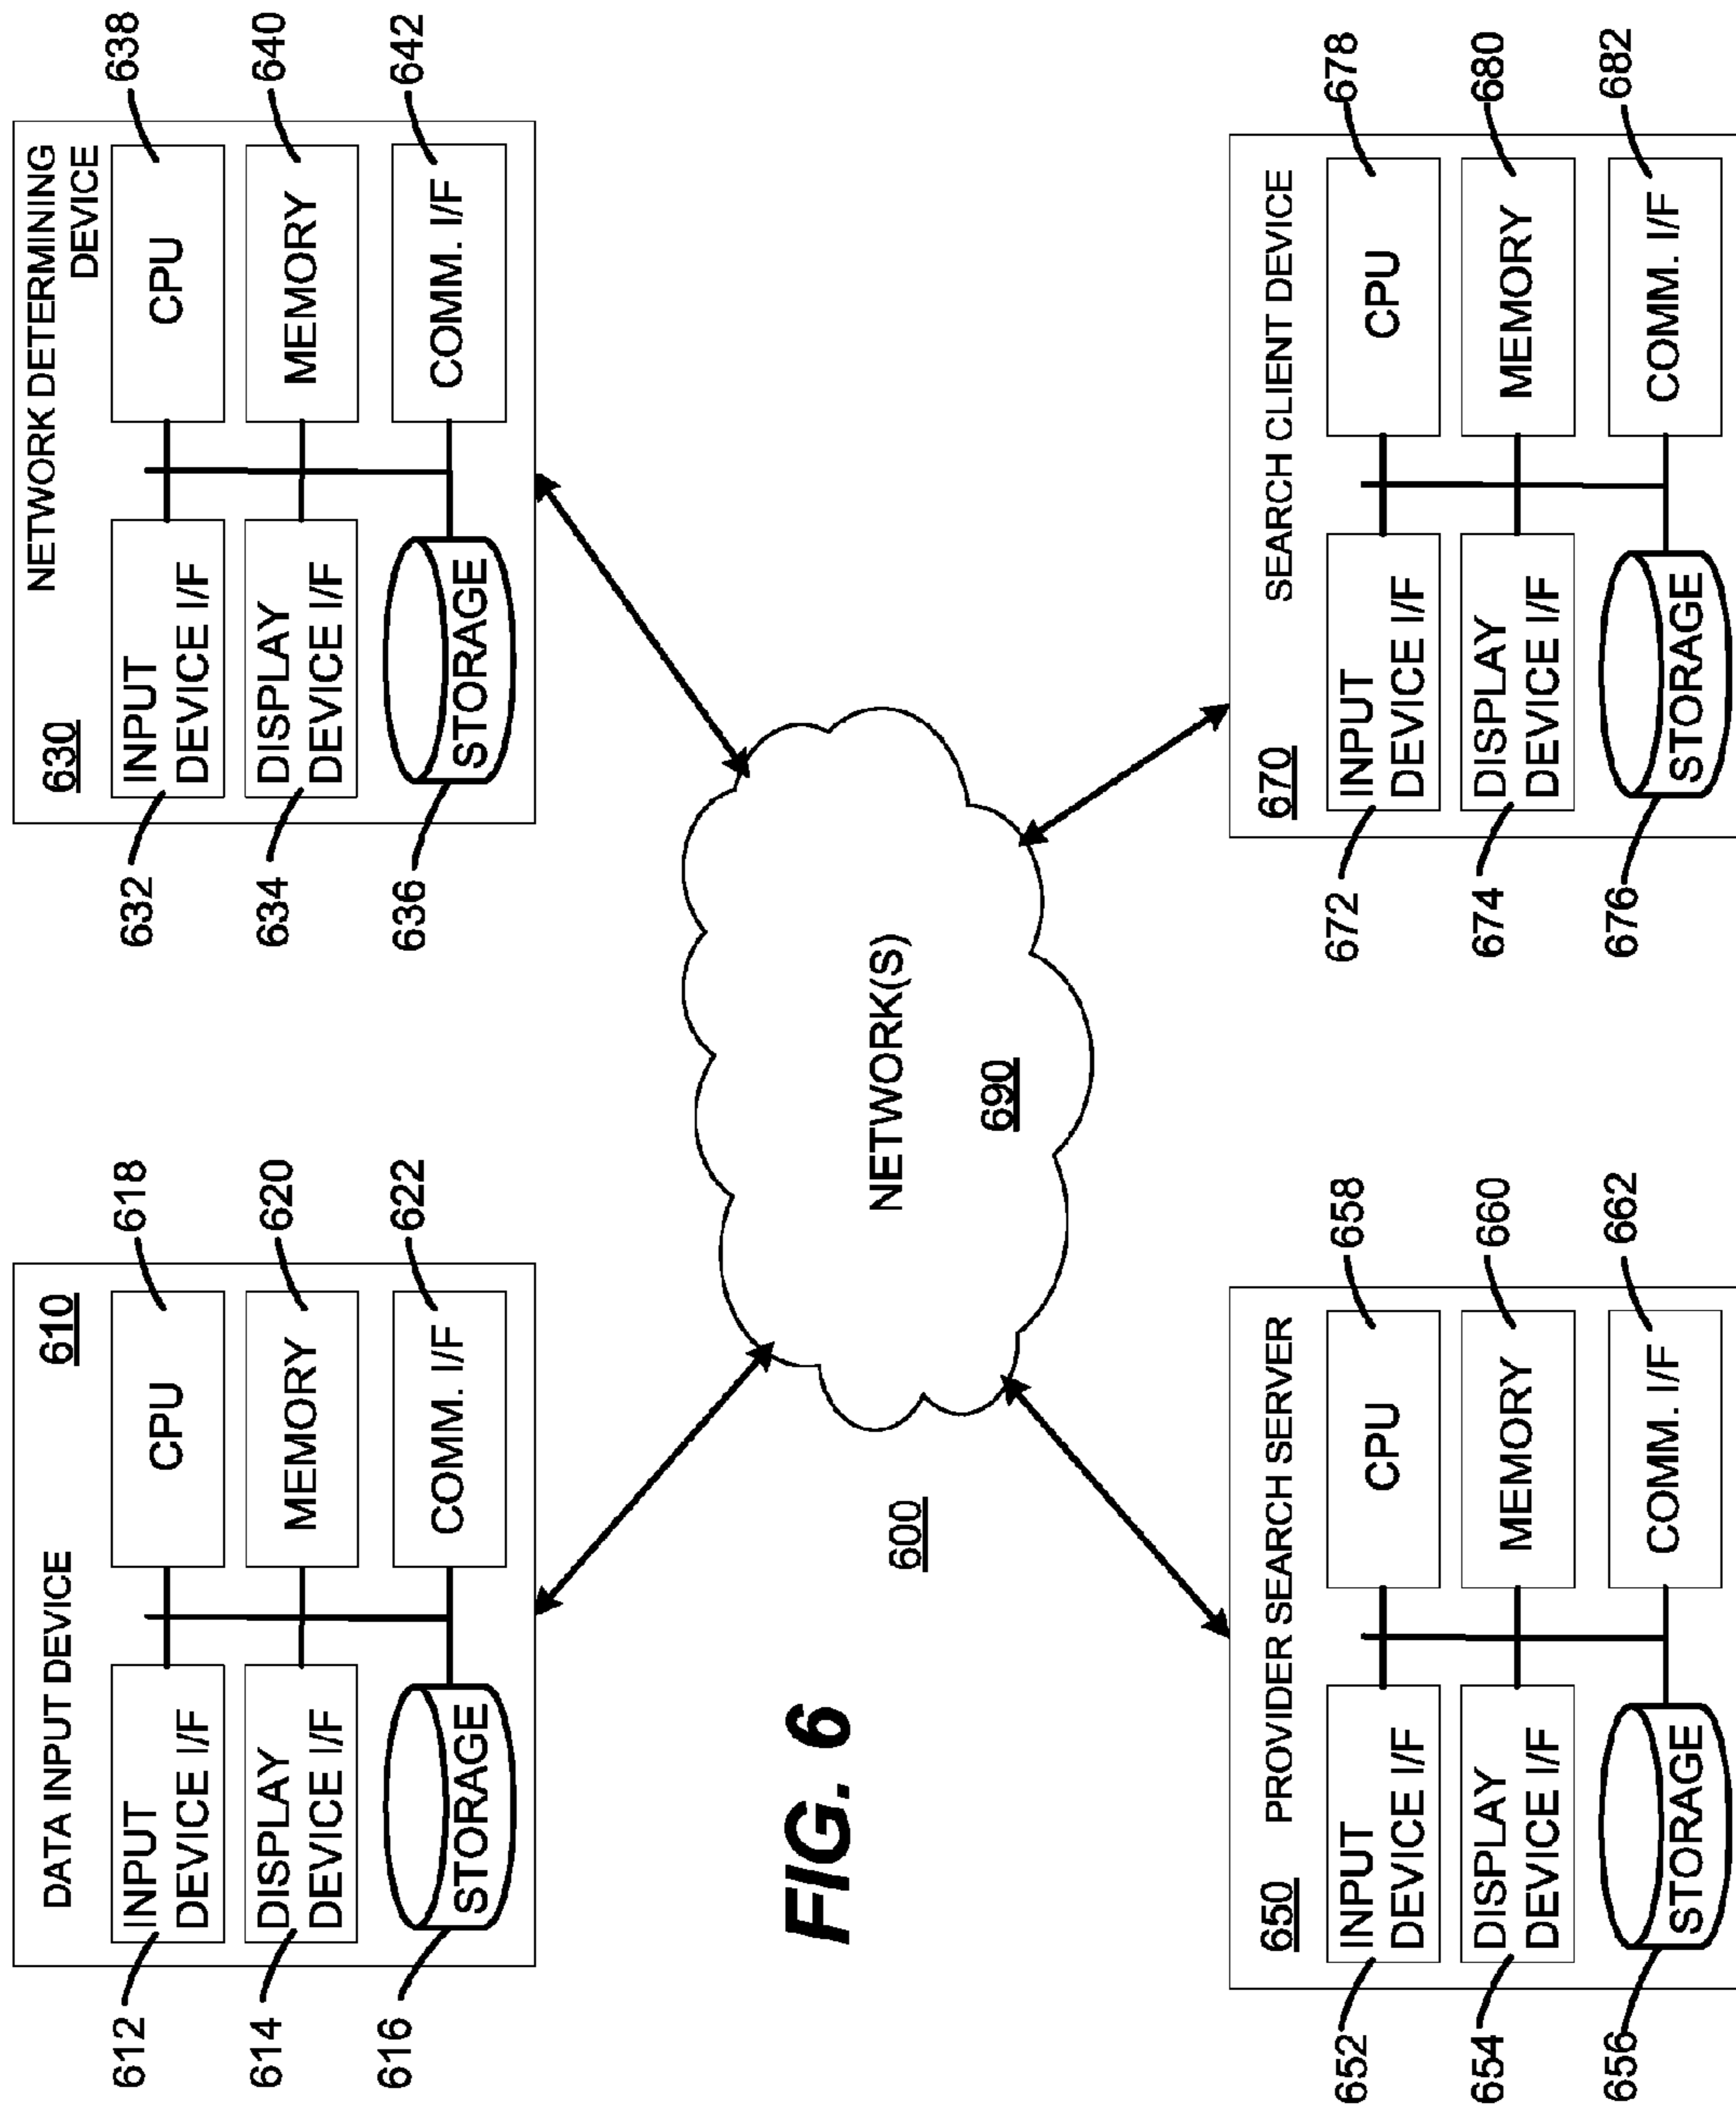 DATA INPUT DEVICE
610
INPUT
DEVICE I/F
DISPLAY
DEVICE I/F
STORAGE
CPU
MEMORY
COMM. I/F
612
614
616
618
620
622
NETWORK DETERMINING
DEVICE
630
INPUT
DEVICE I/F
DISPLAY
DEVICE I/F
STORAGE
CPU
MEMORY
COMM. I/F
632
634
636
638
640
642
NETWORK(S)
690
600
FIG. 6
PROVIDER SEARCH SERVER
650
INPUT
DEVICE I/F
DISPLAY
DEVICE I/F
STORAGE
CPU
MEMORY
COMM. I/F
652
654
656
658
660
662
SEARCH CLIENT DEVICE
670
INPUT
DEVICE I/F
DISPLAY
DEVICE I/F
STORAGE
CPU
MEMORY
COMM. I/F
672
674
676
678
680
682